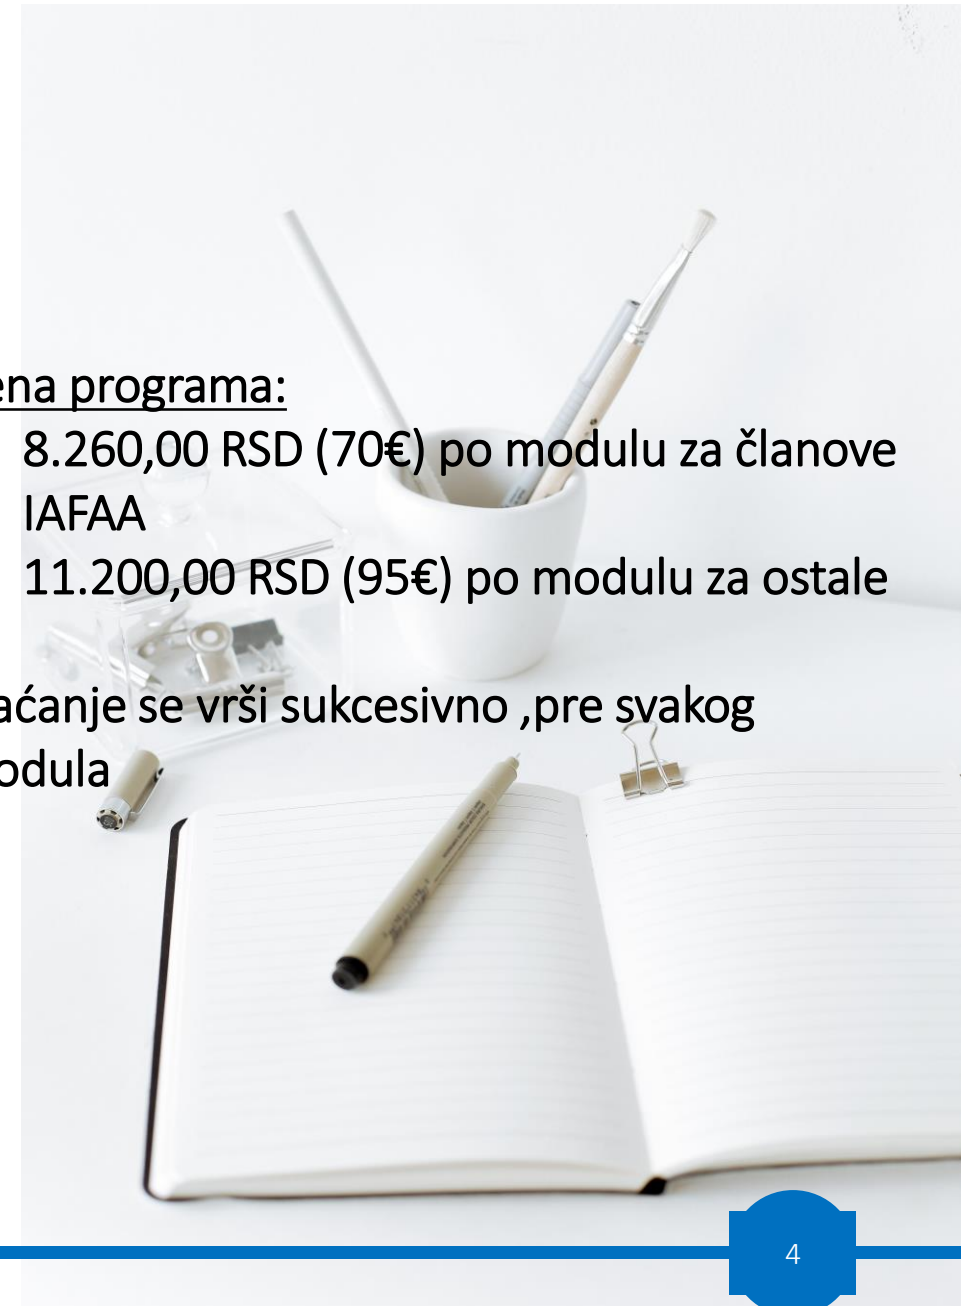 ena programa:
8.260,00 RSD (70€) po modulu za članove
IAFAA
11.200,00 RSD (95€) po modulu za ostale
aćanje se vrši sukcesivno ,pre svakog
odula
4